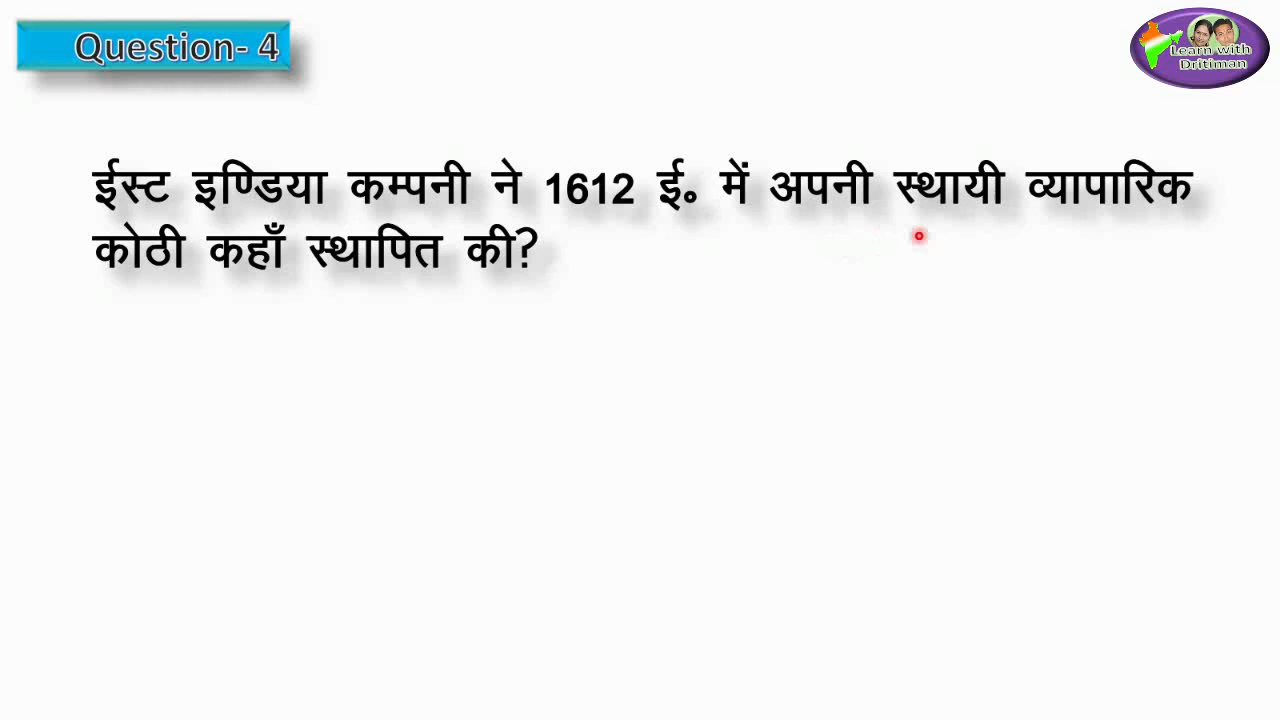 Question- 4
Learn with
Dritiman
ईस्ट इण्डिया कम्पनी ने 1612 ई॰ में अपनी स्थायी व्यापारिक
कोठी कहाँ स्थापित की?